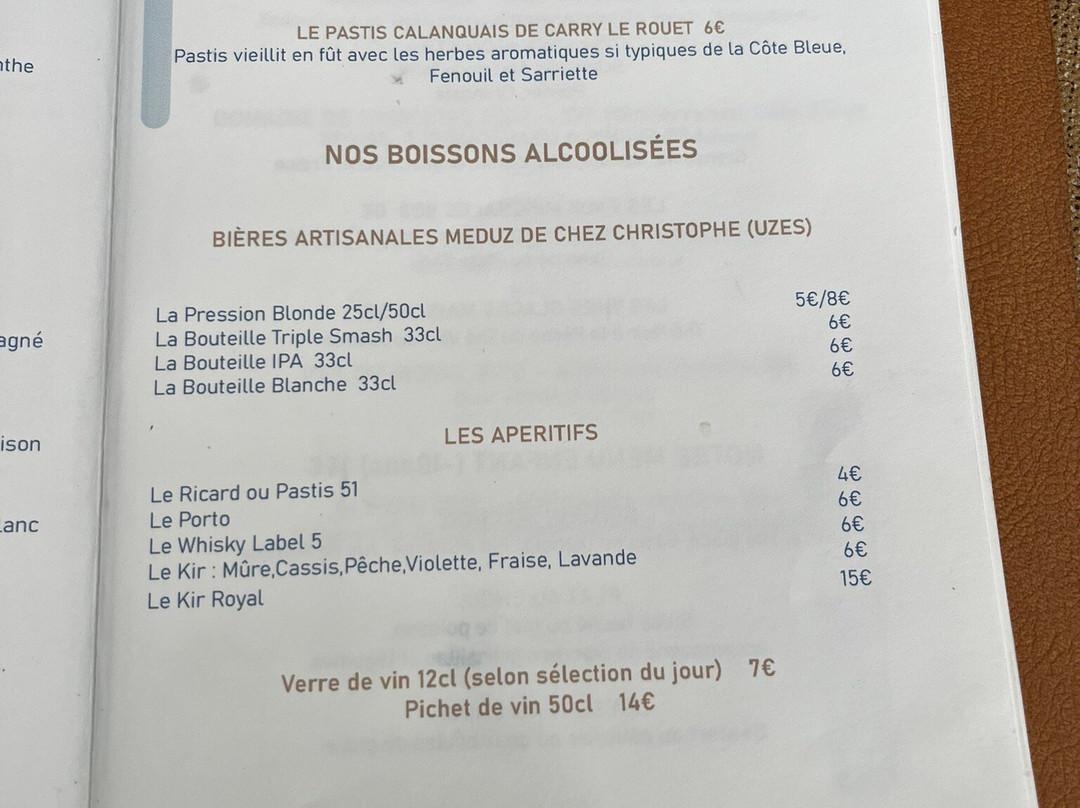 LE PASTIS CALANQUAIS DE CARRY LE ROUET 6€
Pastis vieillit en fût avec les herbes aromatiques si typiques de la Côte Bleue,
Fenouil et Sarriette
NOS BOISSONS ALCOOLISÉES
BIÈRES ARTISANALES MEDUZ DE CHEZ CHRISTOPHE (UZES)
La Pression Blonde 25cl/50cl 5€/8€
La Bouteille Triple Smash 33cl 6€
La Bouteille IPA 33cl 6€
La Bouteille Blanche 33cl 6€
LES APERITIFS
Le Ricard ou Pastis 51 4€
Le Porto 6€
Le Whisky Label 5 6€
Le Kir : Mûre,Cassis,Pêche,Violette, Fraise, Lavande 6€
Le Kir Royal 15€
Verre de vin 12cl (selon sélection du jour) 7€
Pichet de vin 50cl 14€